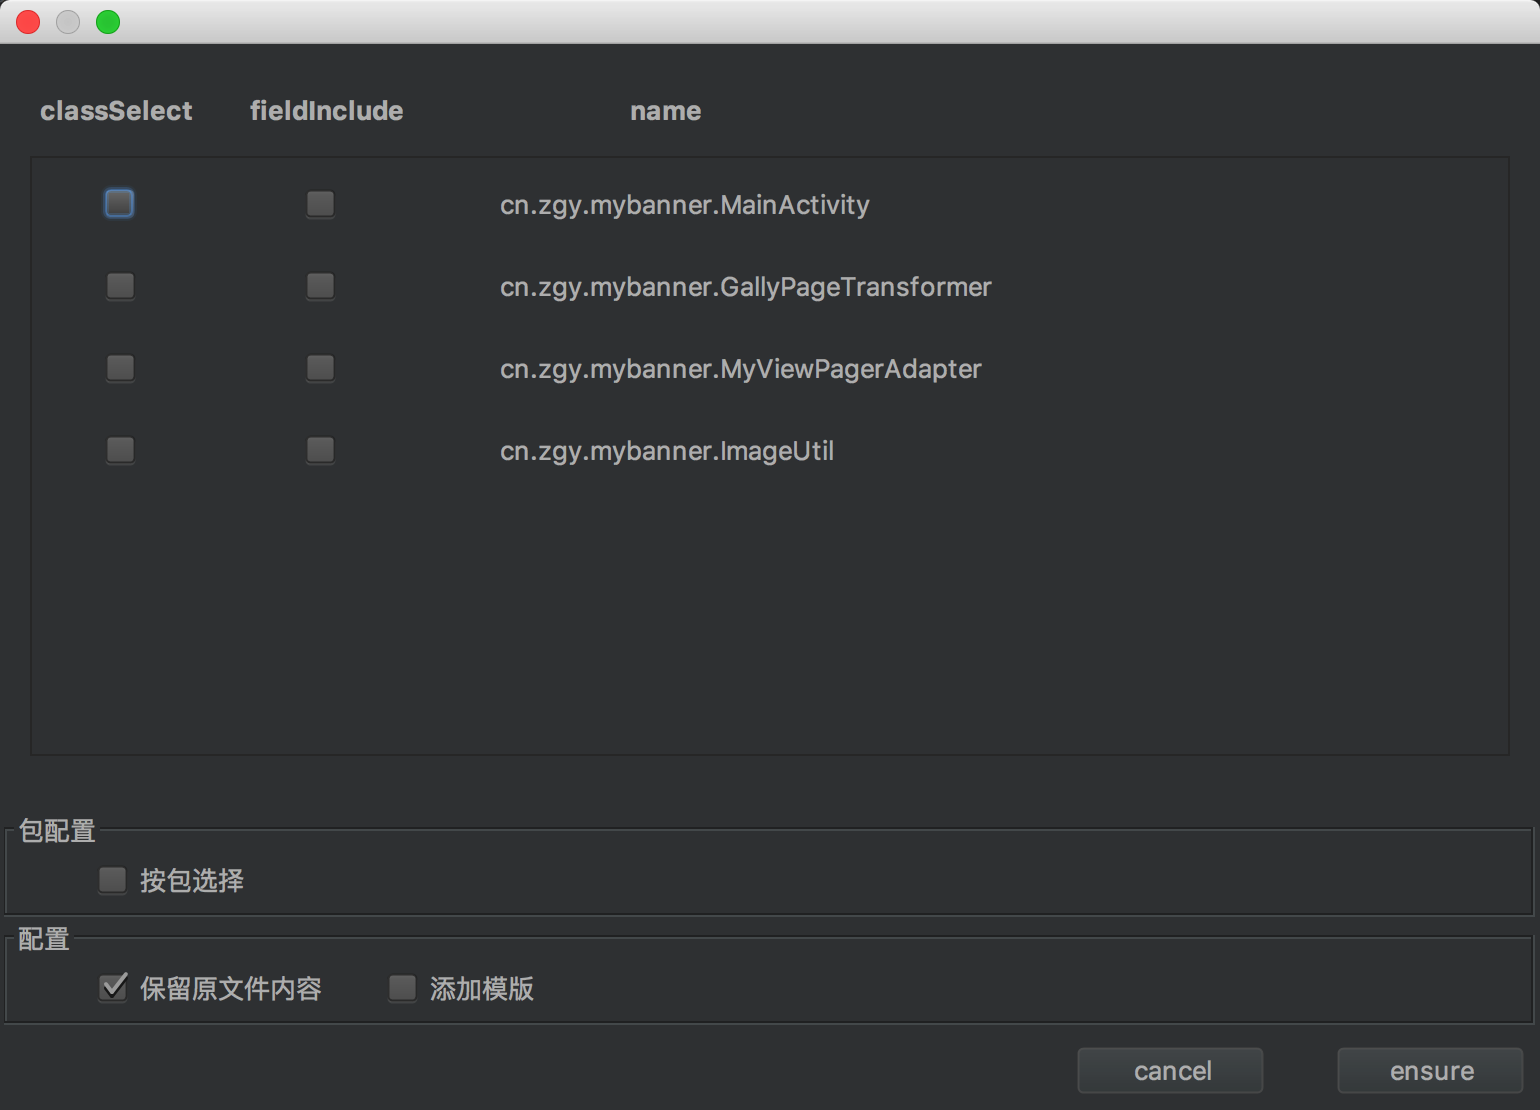 classSelect fieldInclude name
cn.zgy.mybanner.MainActivity
cn.zgy.mybanner.GallyPageTransformer
cn.zgy.mybanner.MyViewPagerAdapter
cn.zgy.mybanner.ImageUtil
包配置
按包选择
配置
保留原文件内容 添加模版
cancel ensure